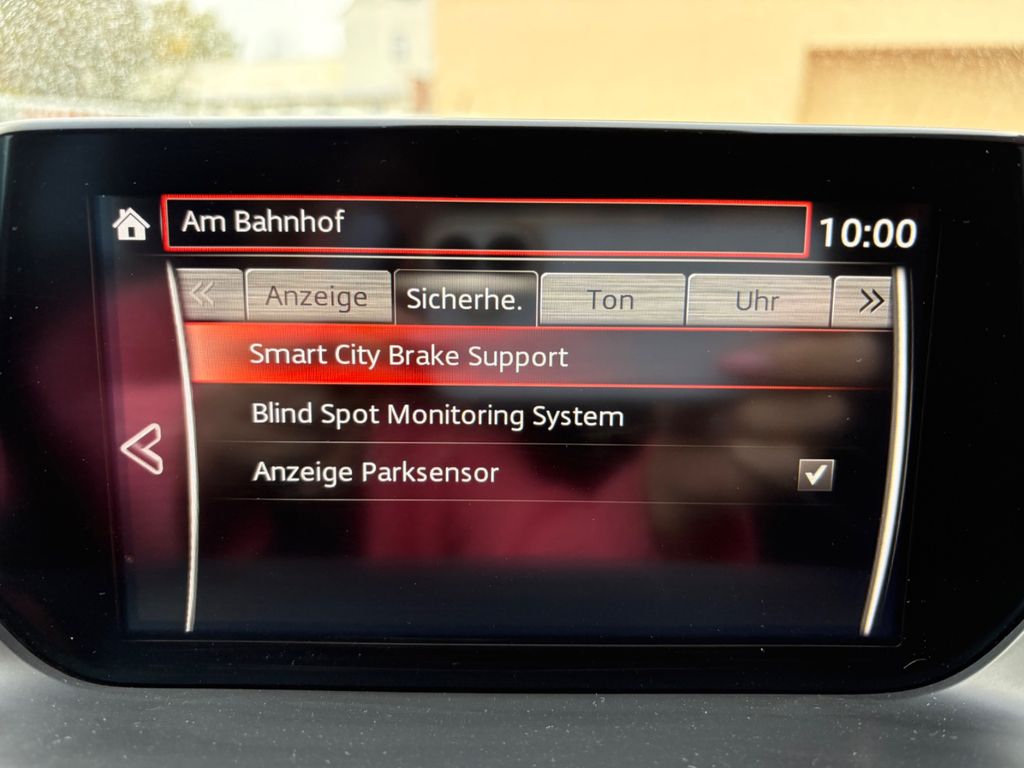 Am Bahnhof 10:00
Anzeige Sicherhe. Ton Uhr
Smart City Brake Support
Blind Spot Monitoring System
Anzeige Parksensor